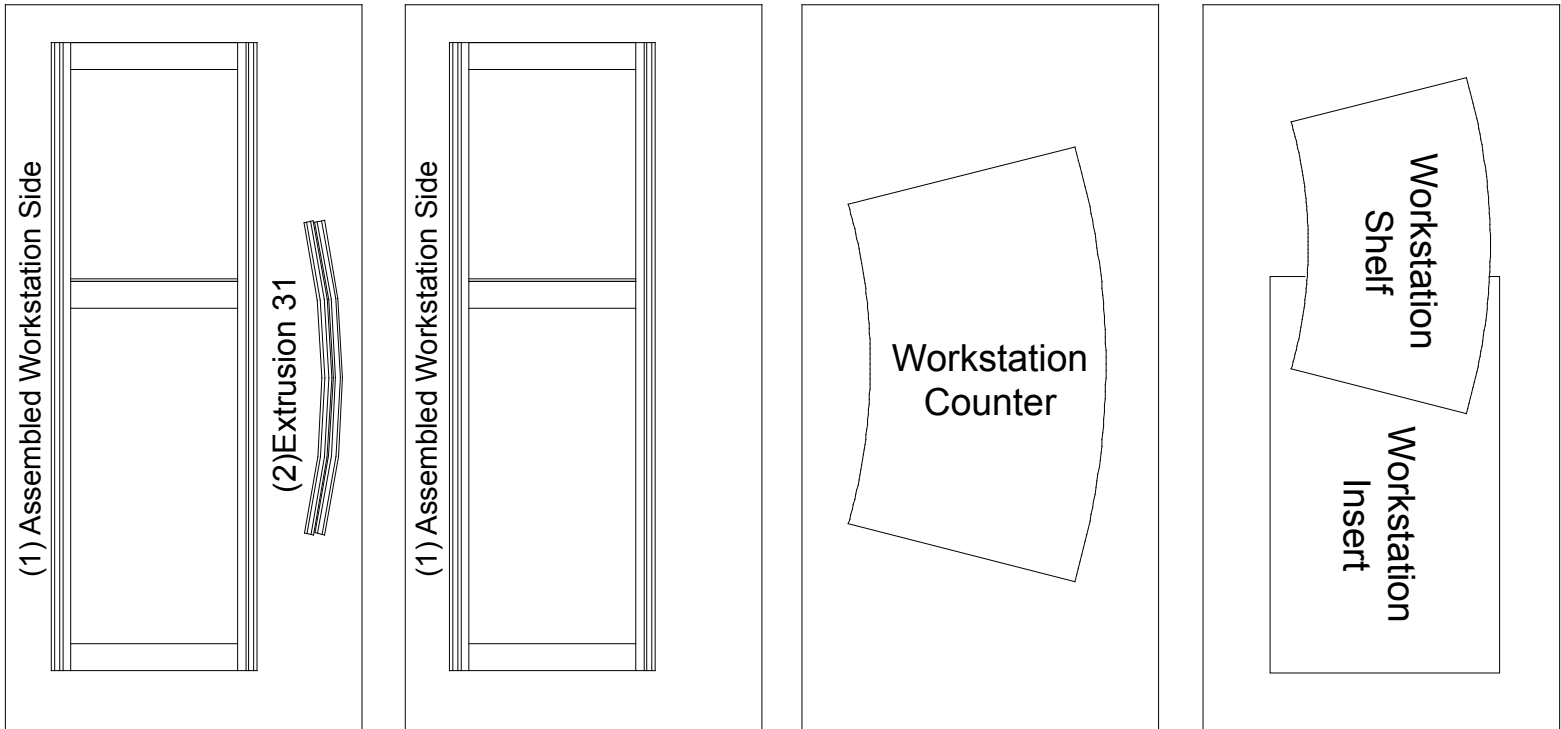 (1) Assembled Workstation Side
(2)Extrusion 31
(1) Assembled Workstation Side
Workstation
Counter
Workstation
Shelf
Workstation
Insert